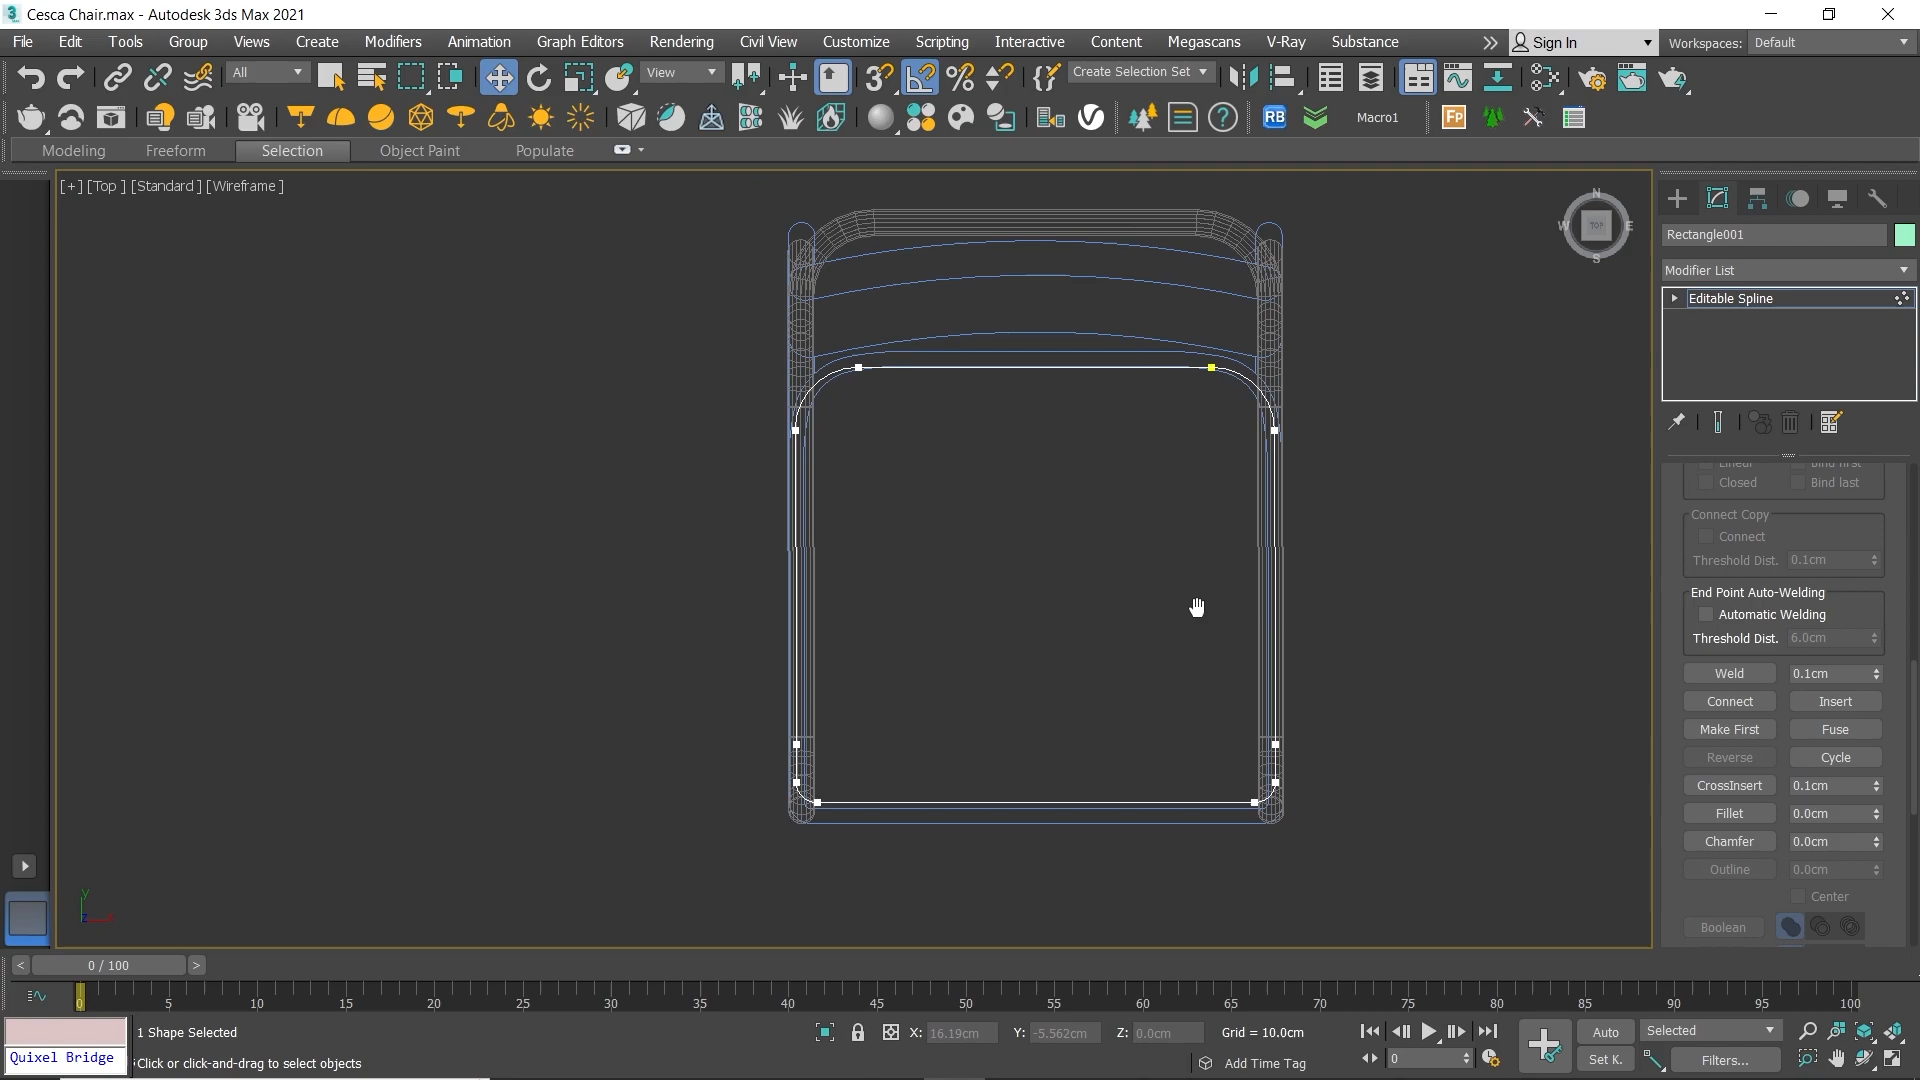 Cesca Chair.max - Autodesk 3ds Max 2021
File Edit Tools Group Views Create Modifiers Animation Graph Editors Rendering Civil View Customize Scripting Interactive Content Megascans V-Ray Substance Sign In Workspaces: Default
All View Create Selection Set
RB Macro1 FP
Modeling Freeform Selection Object Paint Populate
[+] [Top ] [Standard ] [Wireframe ]
N
W TOP E
S
Rectangle001
Modifier List
Editable Spline
Linear Bind first
Closed Bind last
Connect Copy
Connect
Threshold Dist. 0.1cm
End Point Auto-Welding
Automatic Welding
Threshold Dist. 6.0cm
Weld 0.1cm
Connect Insert
Make First Fuse
Reverse Cycle
CrossInsert 0.1cm
Fillet 0.0cm
Chamfer 0.0cm
Outline 0.0cm
Center
Boolean
y
z x
< 0 / 100 >
0 5 10 15 20 25 30 35 40 45 50 55 60 65 70 75 80 85 90 95 100
1 Shape Selected X: 16.19cm Y: -5.562cm Z: 0.0cm Grid = 10.0cm Auto Selected
Quixel Bridge Click or click-and-drag to select objects Add Time Tag 0 Set K. Filters...